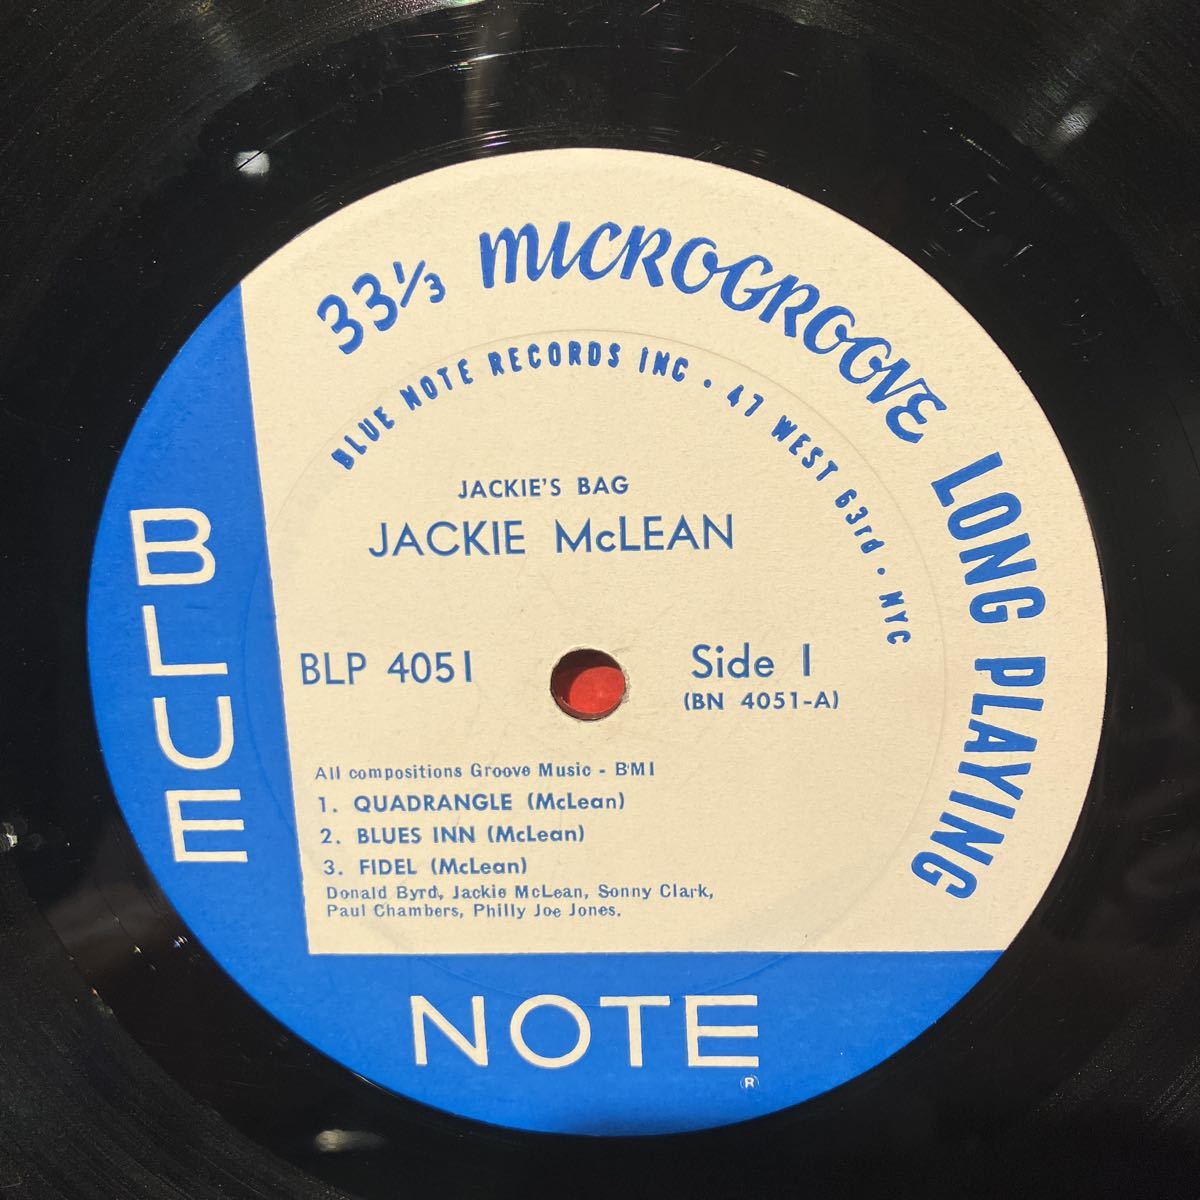 33⅓ MICROGROOVE LONG PLAYING
BLUE NOTE RECORDS INC • 47 WEST 63rd • NYC
JACKIE'S BAG
JACKIE McLEAN
BLP 4051
Side 1
(BN 4051-A)
All compositions Groove Music - BMI
1. QUADRANGLE (McLean)
2. BLUES INN (McLean)
3. FIDEL (McLean)
Donald Byrd, Jackie McLean, Sonny Clark,
Paul Chambers, Philly Joe Jones.
BLUE
NOTE
®